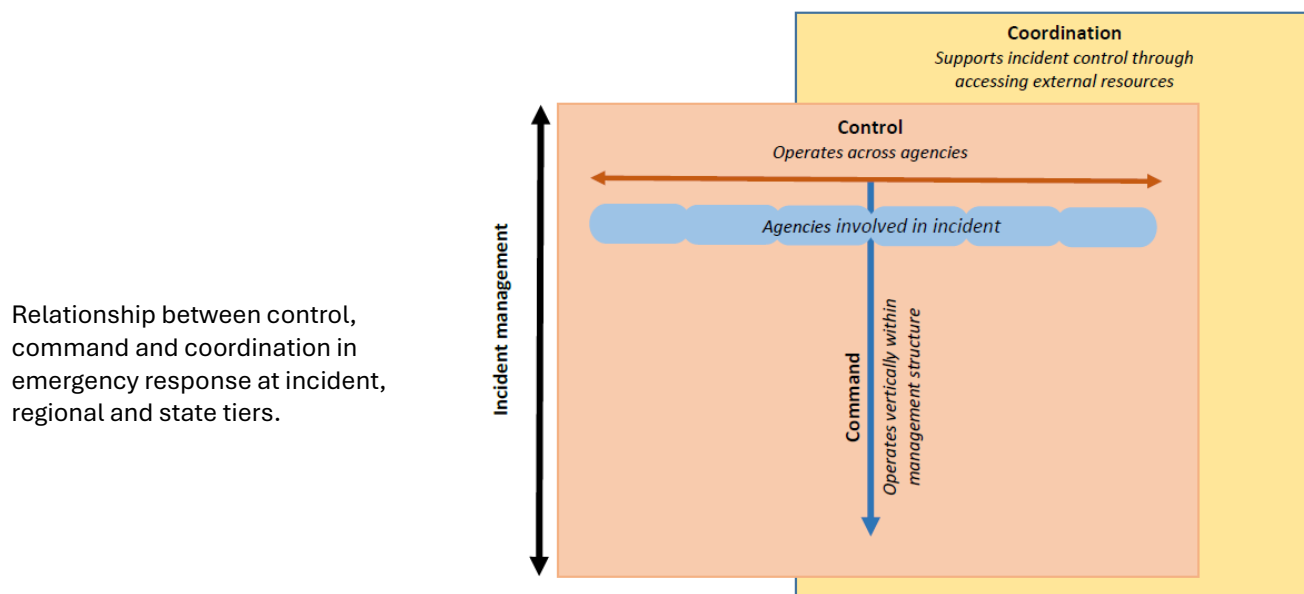 Relationship between control,
command and coordination in
emergency response at incident,
regional and state tiers.
Incident management
Coordination
Supports incident control through
accessing external resources
Control
Operates across agencies
Agencies involved in incident
Command
Operates vertically within
management structure